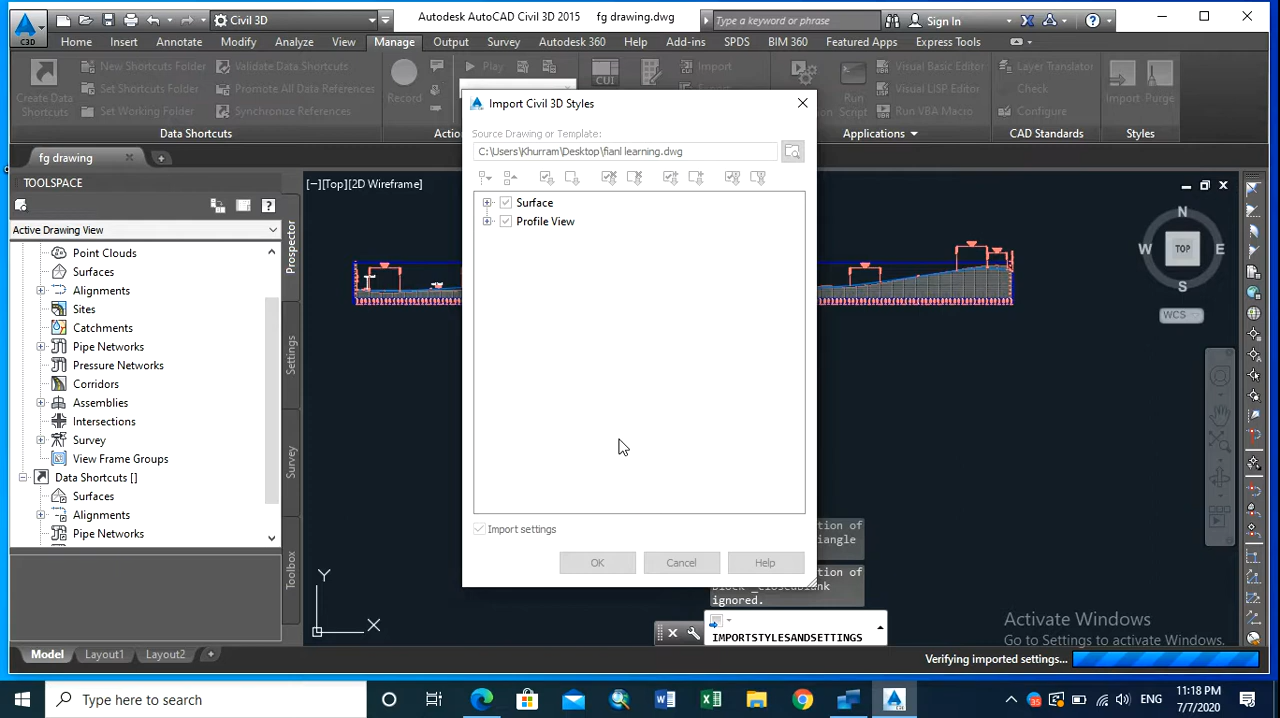 Civil 3D
Autodesk AutoCAD Civil 3D 2015 fg drawing.dwg
Type a keyword or phrase
Sign In
C3D
Home Insert Annotate Modify Analyze View Manage Output Survey Autodesk 360 Help Add-ins SPDS BIM 360 Featured Apps Express Tools
Create Data Shortcuts
New Shortcuts Folder
Set Shortcuts Folder
Set Working Folder
Validate Data Shortcuts
Promote All Data References
Synchronize References
Data Shortcuts
Record
Play
CUI
Import
Run Script
Visual Basic Editor
Visual LISP Editor
Run VBA Macro
Applications
Layer Translator
Check
Configure
CAD Standards
Import Purge
Styles
fg drawing
TOOLSPACE
Active Drawing View
Point Clouds
Surfaces
Alignments
Sites
Catchments
Pipe Networks
Pressure Networks
Corridors
Assemblies
Intersections
Survey
View Frame Groups
Data Shortcuts []
Surfaces
Alignments
Pipe Networks
Prospector
Settings
Survey
Toolbox
[−][Top][2D Wireframe]
Import Civil 3D Styles
Source Drawing or Template:
C:\Users\Khurram\Desktop\fianl learning.dwg
Surface
Profile View
Import settings
OK Cancel Help
N
W TOP E
S
WCS
Y
X
ignored.
IMPORTSTYLESANDSETTINGS
Activate Windows
Go to Settings to activate Windows.
Model Layout1 Layout2
Verifying imported settings...
Type here to search
ENG
11:18 PM
7/7/2020